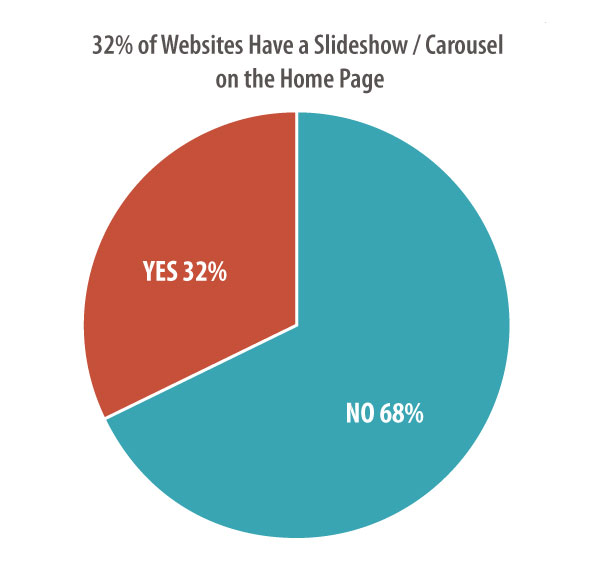 32% of Websites Have a Slideshow / Carousel
on the Home Page
YES 32%
NO 68%